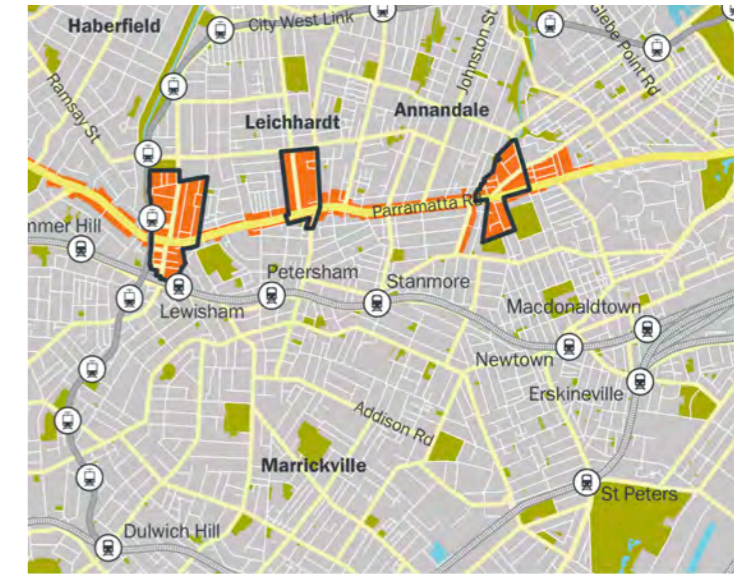 Haberfield
City West Link
Johnston St
Glebe Point Rd
Ramsay St
Leichhardt
Annandale
Parramatta R
mmer Hill
Petersham
Stanmore
Lewisham
Macdonaldtown
Newtown
Erskineville
Addison Rd
Marrickville
St Peters
Dulwich Hill